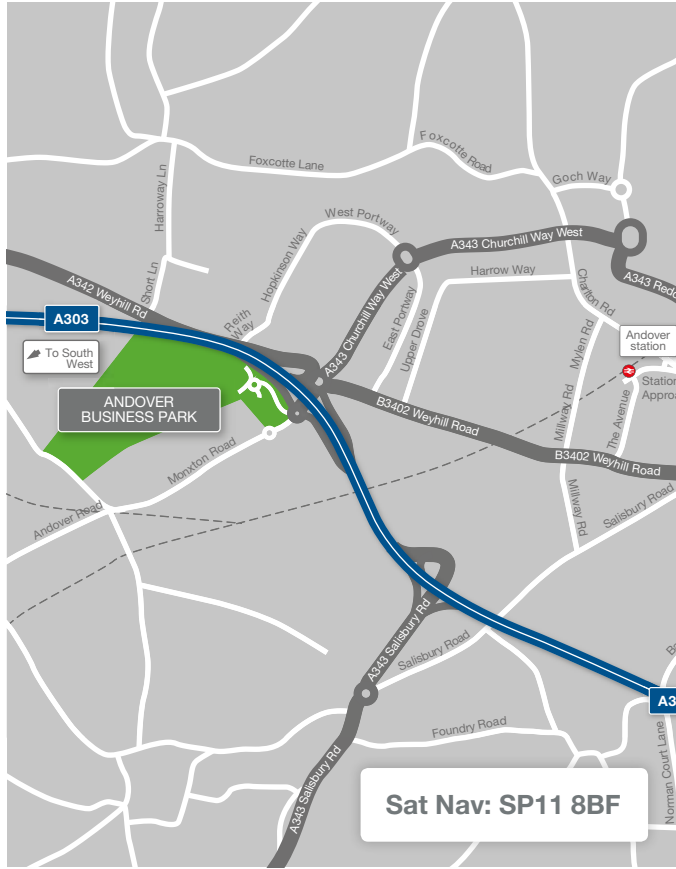 Foxcotte Lane
Foxcotte Road
Goch Way
Harroway Ln
West Portway
Hopkinson Way
A343 Churchill Way West
A343 Churchill Way West
Harrow Way
A343
A342 Weyhill Rd
Short Ln
Reith
Way
East Portway
Upper Drove
Charlton Rd
Mylen Rd
A303
To South
West
Andover
station
Station
ANDOVER
BUSINESS PARK
B3402 Weyhill Road
Millway Rd
The Avenue
Monxton Road
B3402 Weyhill Road
Andover Road
Millway Rd
Salisbury Road
A343 Salisbury Rd
Salisbury Road
Foundry Road
A343 Salisbury Rd
Norman Court Lane
A3
Sat Nav: SP11 8BF